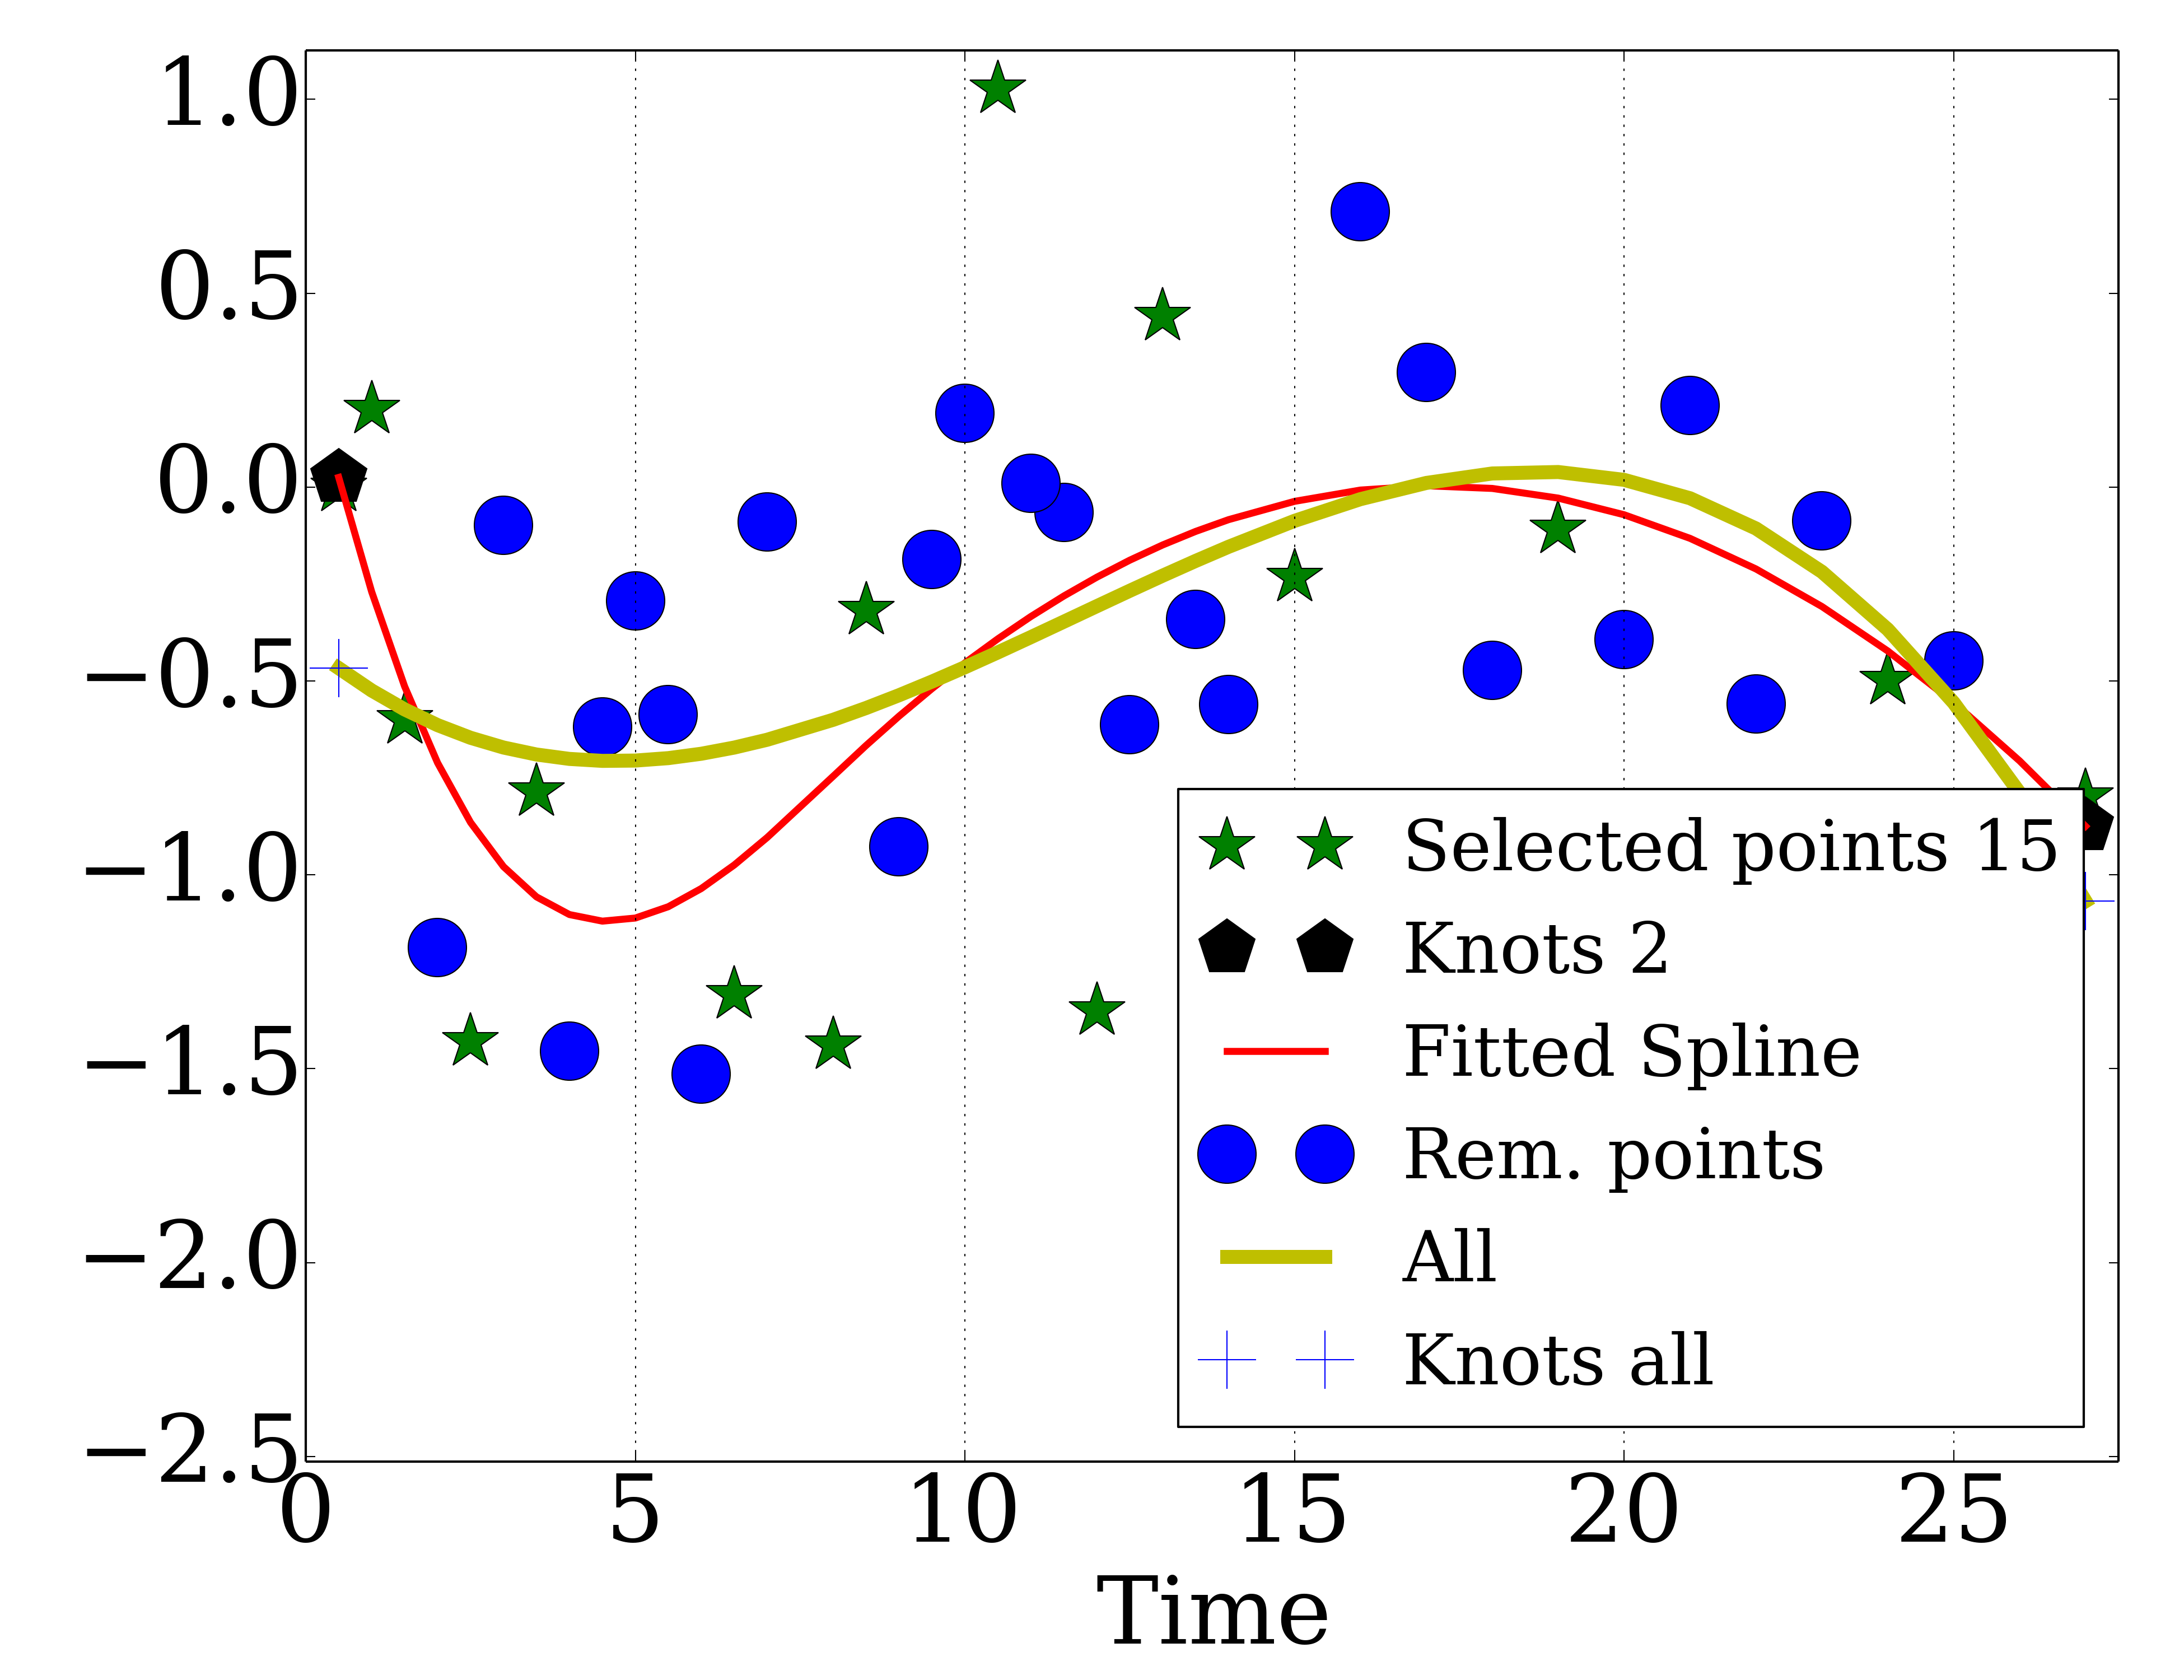 1.0
0.5
0.0
−0.5
−1.0
−1.5
−2.0
−2.5
0 5 10 15 20 25
Time
Selected points 15
Knots 2
Fitted Spline
Rem. points
All
Knots all